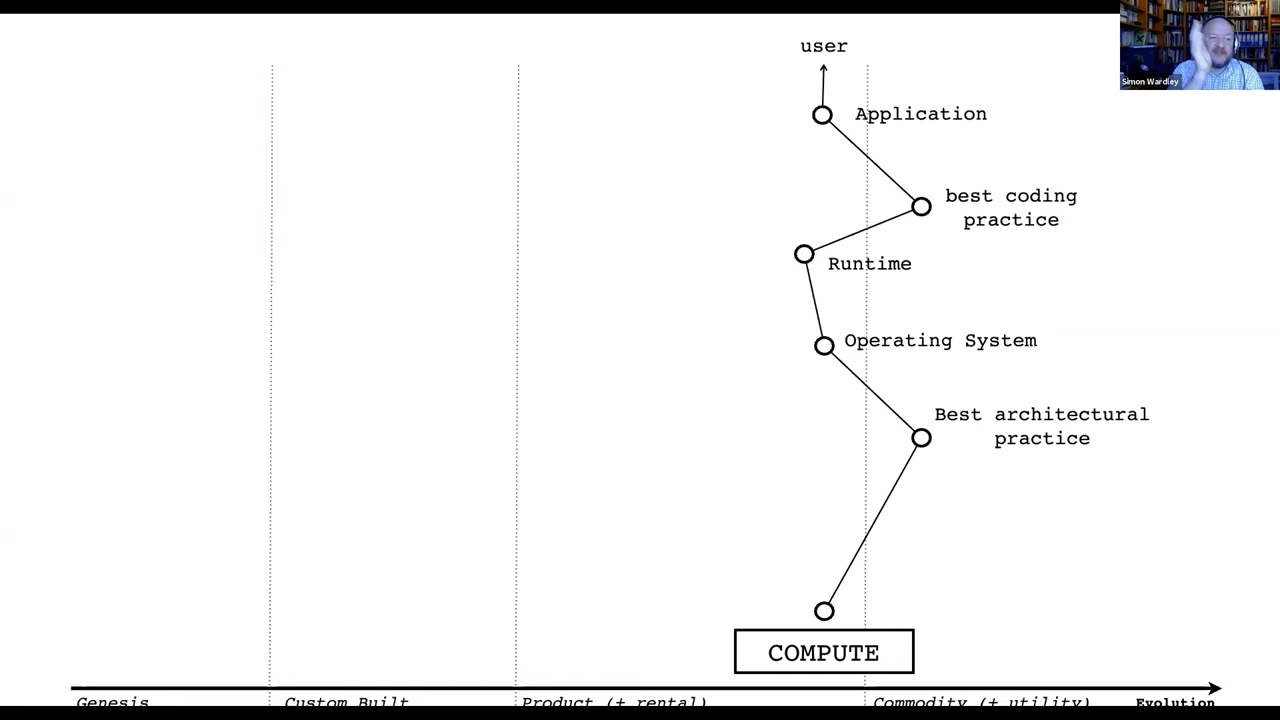 user
Simon Wardley
Application
best coding
practice
Runtime
Operating System
Best architectural
practice
COMPUTE
Genesis
Custom Built
Product (+ rental)
Commodity (+ utility)
Evolution